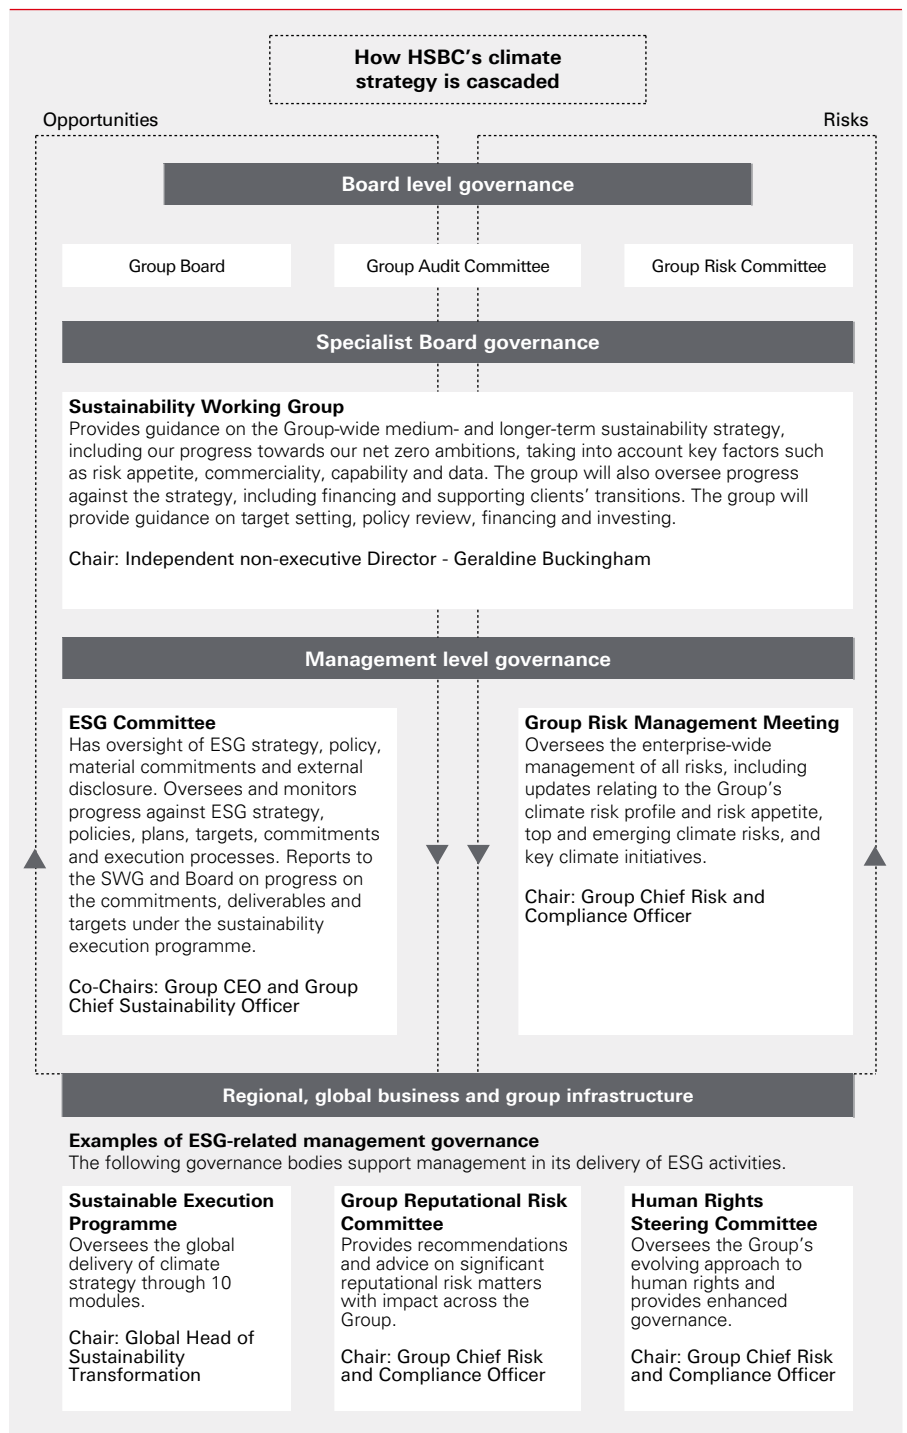 How HSBC's climate
strategy is cascaded
Opportunities
Risks
Board level governance
Group Board
Group Audit Committee
Group Risk Committee
Specialist Board governance
Sustainability Working Group
Provides guidance on the Group-wide medium- and longer-term sustainability strategy,
including our progress towards our net zero ambitions, taking into account key factors such
as risk appetite, commerciality, capability and data. The group will also oversee progress
against the strategy, including financing and supporting clients' transitions. The group will
provide guidance on target setting, policy review, financing and investing.
Chair: Independent non-executive Director - Geraldine Buckingham
Management level governance
ESG Committee
Has oversight of ESG strategy, policy,
material commitments and external
disclosure. Oversees and monitors
progress against ESG strategy,
policies, plans, targets, commitments
and execution processes. Reports to
the SWG and Board on progress on
the commitments, deliverables and
targets under the sustainability
execution programme.
Co-Chairs: Group CEO and Group
Chief Sustainability Officer
Group Risk Management Meeting
Oversees the enterprise-wide
management of all risks, including
updates relating to the Group's
climate risk profile and risk appetite,
top and emerging climate risks, and
key climate initiatives.
Chair: Group Chief Risk and
Compliance Officer
Regional, global business and group infrastructure
Examples of ESG-related management governance
The following governance bodies support management in its delivery of ESG activities.
Sustainable Execution
Programme
Oversees the global
delivery of climate
strategy through 10
modules.
Chair: Global Head of
Sustainability
Transformation
Group Reputational Risk
Committee
Provides recommendations
and advice on significant
reputational risk matters
with impact across the
Group.
Chair: Group Chief Risk
and Compliance Officer
Human Rights
Steering Committee
Oversees the Group's
evolving approach to
human rights and
provides enhanced
governance.
Chair: Group Chief Risk
and Compliance Officer